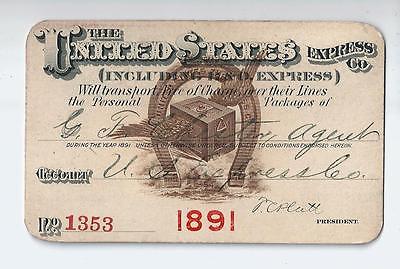 THE
UNITED STATES EXPRESS CO
(INCLUDING B.& O. EXPRESS)
Will transport, free of Charge, over their Lines
the Personal Packages of
G. T. Agent
DURING THE YEAR 1891 UNLESS OTHERWISE ORDERED, SUBJECT TO CONDITIONS ENDORSED HEREON.
Account U. S. Express Co.
No 1353 1891 T. C. Platt
PRESIDENT.